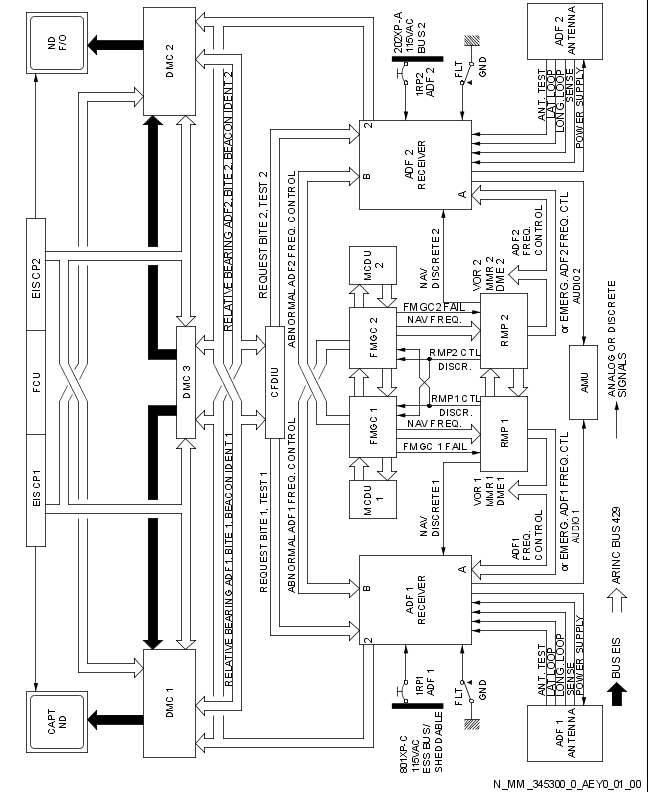 ND
F/O
DMC 2
EIS CP2
FCU
EIS CP1
DMC 3
CAPT
ND
DMC 1
RELATIVE BEARING ADF2, BITE 2, BEACON IDENT 2
RELATIVE BEARING ADF1, BITE 1, BEACON IDENT 1
REQUEST BITE 2, TEST 2
REQUEST BITE 1, TEST 1
CFDIU
ABNORMAL ADF2 FREQ. CONTROL
ABNORMAL ADF1 FREQ. CONTROL
202XP-A
115VAC
BUS 2
1RP2
ADF 2
FLT
GND
2
B
A
ADF 2
RECEIVER
ADF 2
ANTENNA
ANT. TEST
LAT. LOOP
LONG. LOOP
SENSE
POWER SUPPLY
MCDU
2
FMGC 2
FMGC2 FAIL
NAV FREQ.
RMP2 CTL
DISCR.
NAV
DISCRETE 2
VOR 2
MMR 2
DME 2
ADF2
FREQ.
CONTROL
or EMERG. ADF2 FREQ. CTL
AUDIO 2
RMP 2
FMGC 1
RMP1 CTL
DISCR.
NAV FREQ.
FMGC 1 FAIL
RMP 1
MCDU
1
NAV
DISCRETE 1
VOR 1
MMR1
DME1
ADF1
FREQ.
CONTROL
or EMERG. ADF1 FREQ. CTL
AUDIO 1
AMU
B
2
A
ADF 1
RECEIVER
1RP1
ADF 1
801XP-C
115VAC
ESS BUS/
SHEDDABLE
FLT
GND
ANT. TEST
LAT. LOOP
LONG. LOOP
SENSE
POWER SUPPLY
ADF 1
ANTENNA
BUS EIS
ARINC BUS 429
ANALOG OR DISCRETE
SIGNALS
N_MM_345300_0_AEY0_01_00